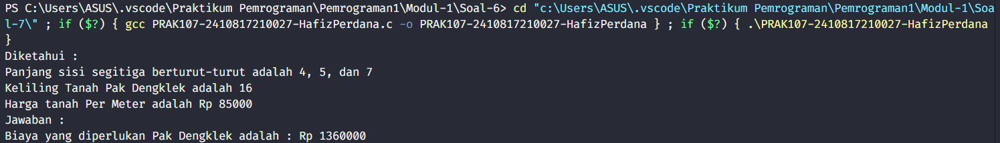 PS C:\Users\ASUS\.vscode\Praktikum Pemrograman\Pemrograman1\Modul-1\Soal-6> cd "c:\Users\ASUS\.vscode\Praktikum Pemrograman\Pemrograman1\Modul-1\Soa
l-7\" ; if ($?) { gcc PRAK107-2410817210027-HafizPerdana.c -o PRAK107-2410817210027-HafizPerdana } ; if ($?) { .\PRAK107-2410817210027-HafizPerdana
}
Diketahui :
Panjang sisi segitiga berturut-turut adalah 4, 5, dan 7
Keliling Tanah Pak Dengklek adalah 16
Harga tanah Per Meter adalah Rp 85000
Jawaban :
Biaya yang diperlukan Pak Dengklek adalah : Rp 1360000